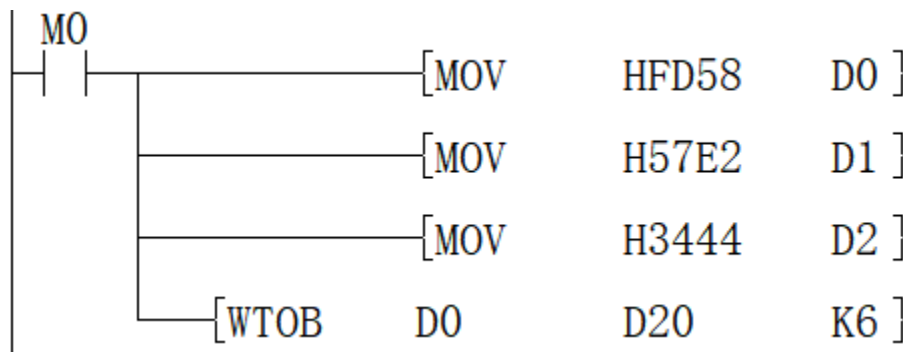 M0
[MOV HFD58 D0]
[MOV H57E2 D1]
[MOV H3444 D2]
[WTOB D0 D20 K6]